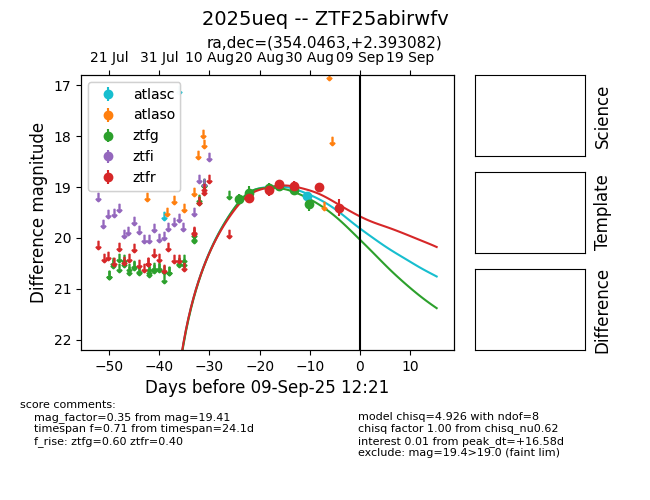 2025ueq -- ZTF25abirwfv
ra,dec=(354.0463,+2.393082)
21 Jul 31 Jul 10 Aug 20 Aug 30 Aug 09 Sep 19 Sep
17
18
19
20
21
22
Difference magnitude
atlasc
atlaso
ztfg
ztfi
ztfr
−50 −40 −30 −20 −10 0 10
Days before 09-Sep-25 12:21
Science
Template
Difference
score comments:
mag_factor=0.35 from mag=19.41
timespan f=0.71 from timespan=24.1d
f_rise: ztfg=0.60 ztfr=0.40
model chisq=4.926 with ndof=8
chisq factor 1.00 from chisq_nu0.62
interest 0.01 from peak_dt=+16.58d
exclude: mag=19.4>19.0 (faint lim)